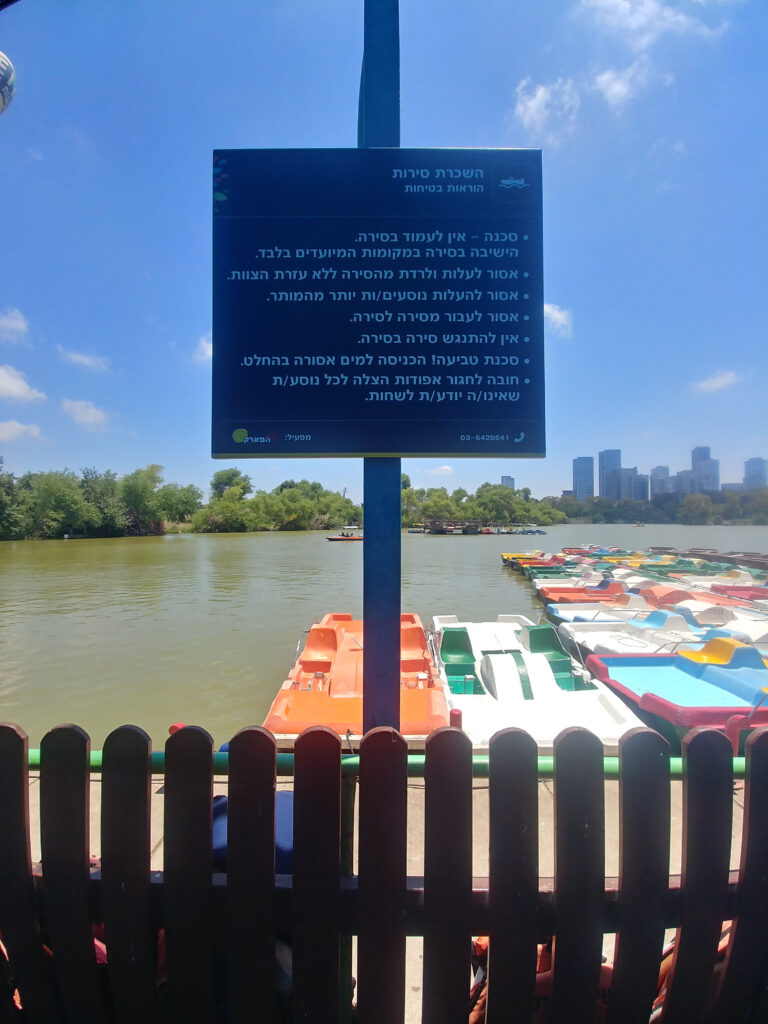 השכרת סירות
הוראות בטיחות
• סכנה – אין לעמוד בסירה.
הישיבה בסירה במקומות המיועדים בלבד.
• אסור לעלות ולרדת מהסירה ללא עזרת הצוות.
• אסור להעלות נוסעים/ות יותר מהמותר.
• אסור לעבור מסירה לסירה.
• אין להתנגש סירה בסירה.
• סכנת טביעה! הכניסה למים אסורה בהחלט.
• חובה לחגור אפודות הצלה לכל נוסע/ת
שאינו/ה יודע/ת לשחות.
03-6420541
מפעיל: הפארק